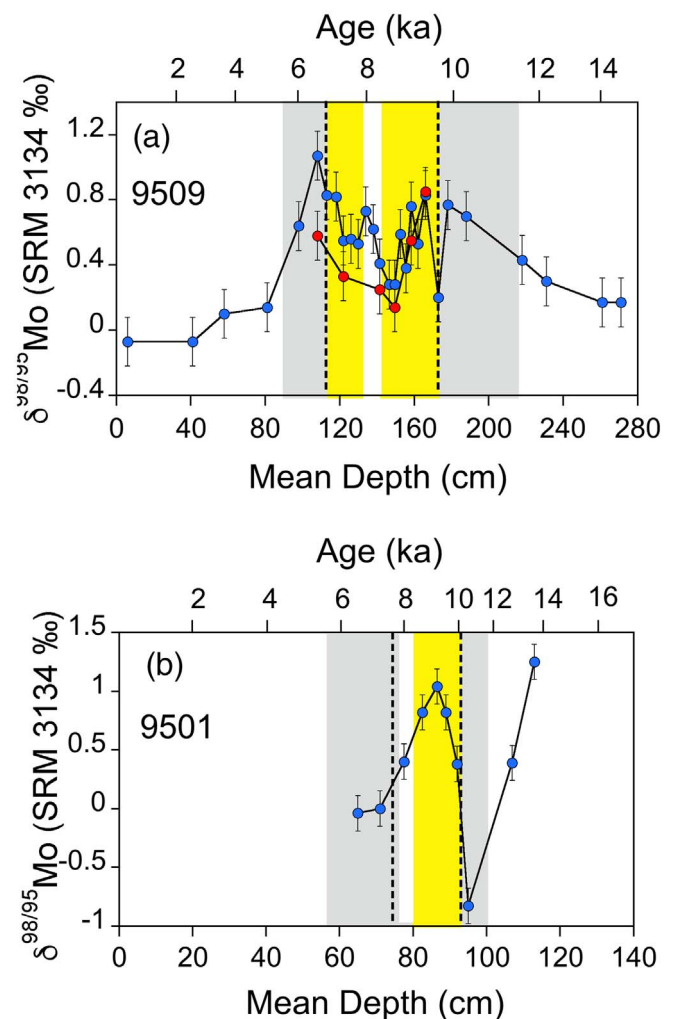 Age (ka)
2 4 6 8 10 12 14
(a)
9509
1.2
0.8
0.4
0
-0.4
δ98/95Mo (SRM 3134 ‰)
0 40 80 120 160 200 240 280
Mean Depth (cm)
Age (ka)
2 4 6 8 10 12 14 16
(b)
9501
1.5
1
0.5
0
-0.5
-1
δ98/95Mo (SRM 3134 ‰)
0 20 40 60 80 100 120 140
Mean Depth (cm)